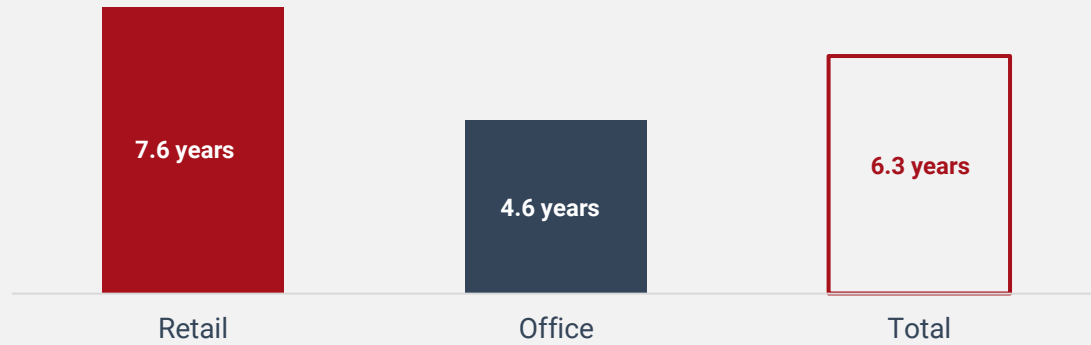 7.6 years
4.6 years
6.3 years
Retail
Office
Total